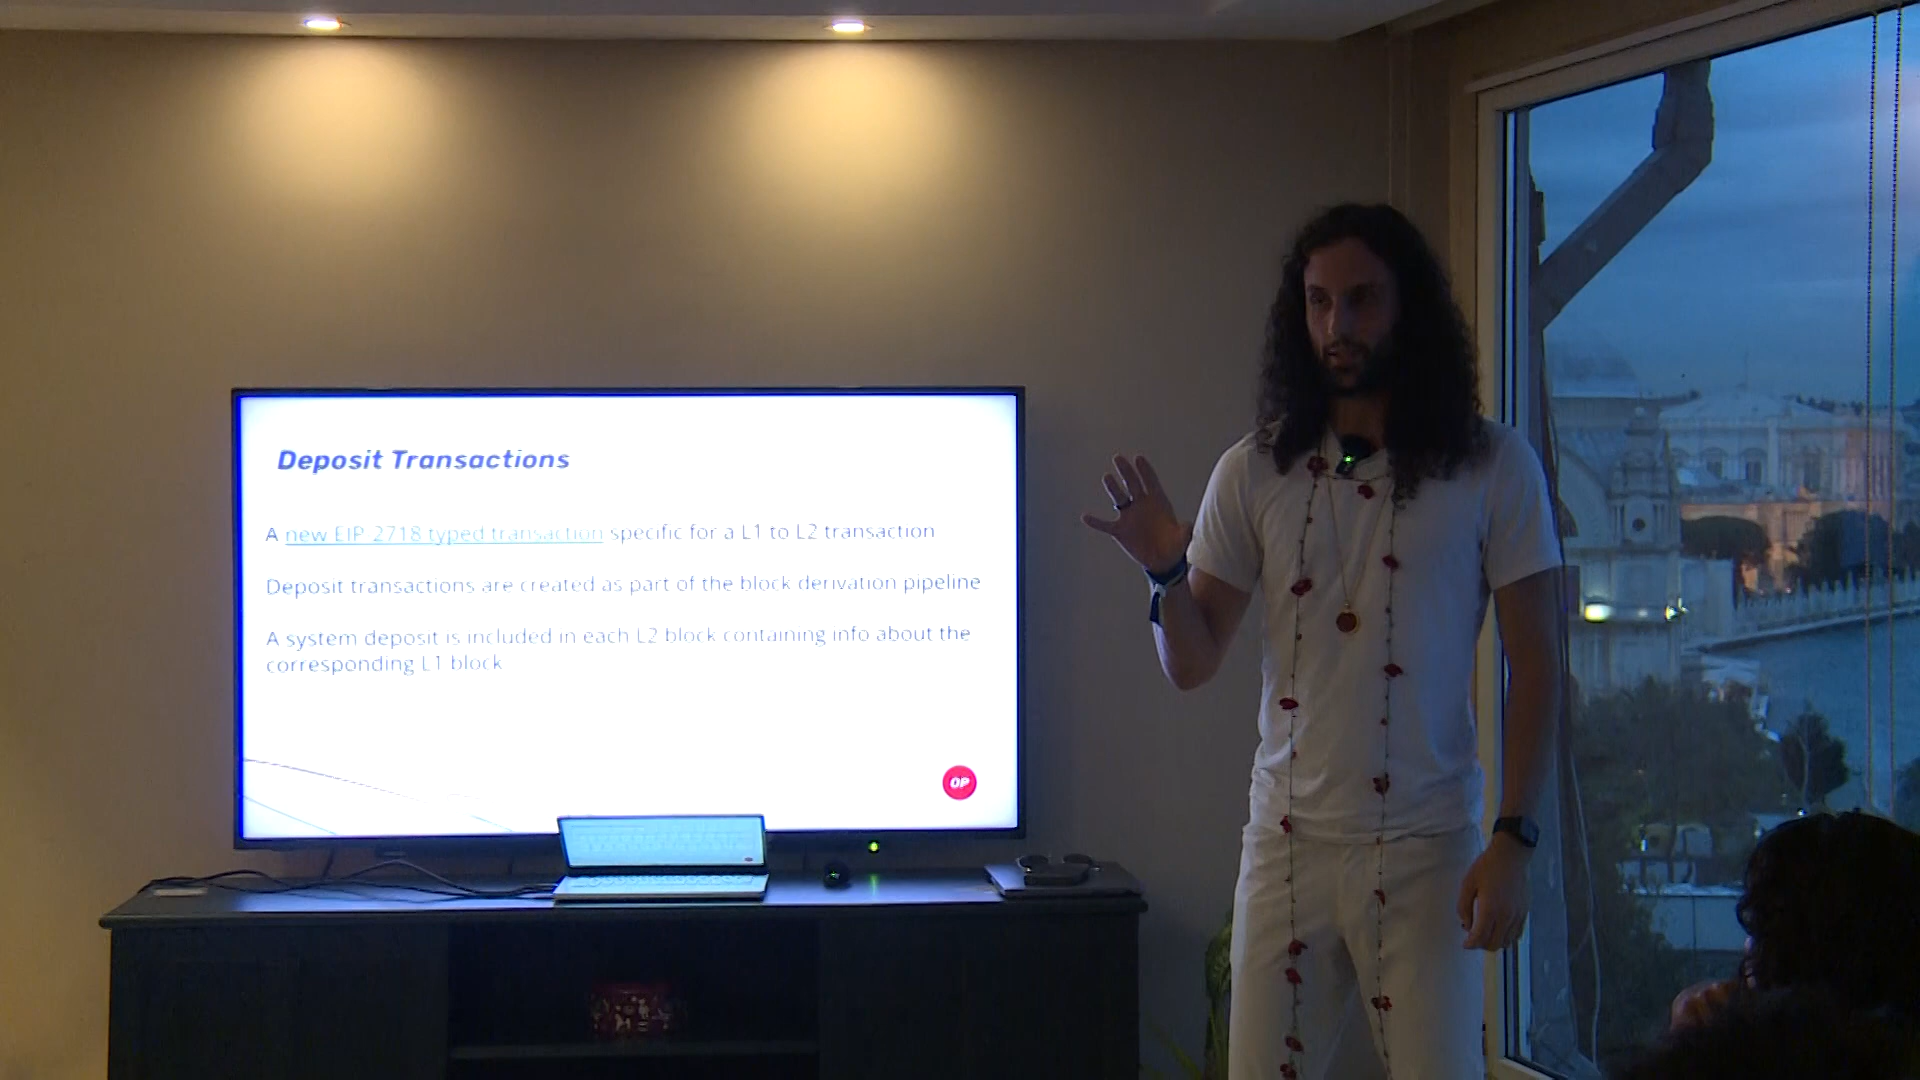 Deposit Transactions
A new EIP 2718 typed transaction specific for a L1 to L2 transaction
Deposit transactions are created as part of the block derivation pipeline
A system deposit is included in each L2 block containing info about the
corresponding L1 block
OP